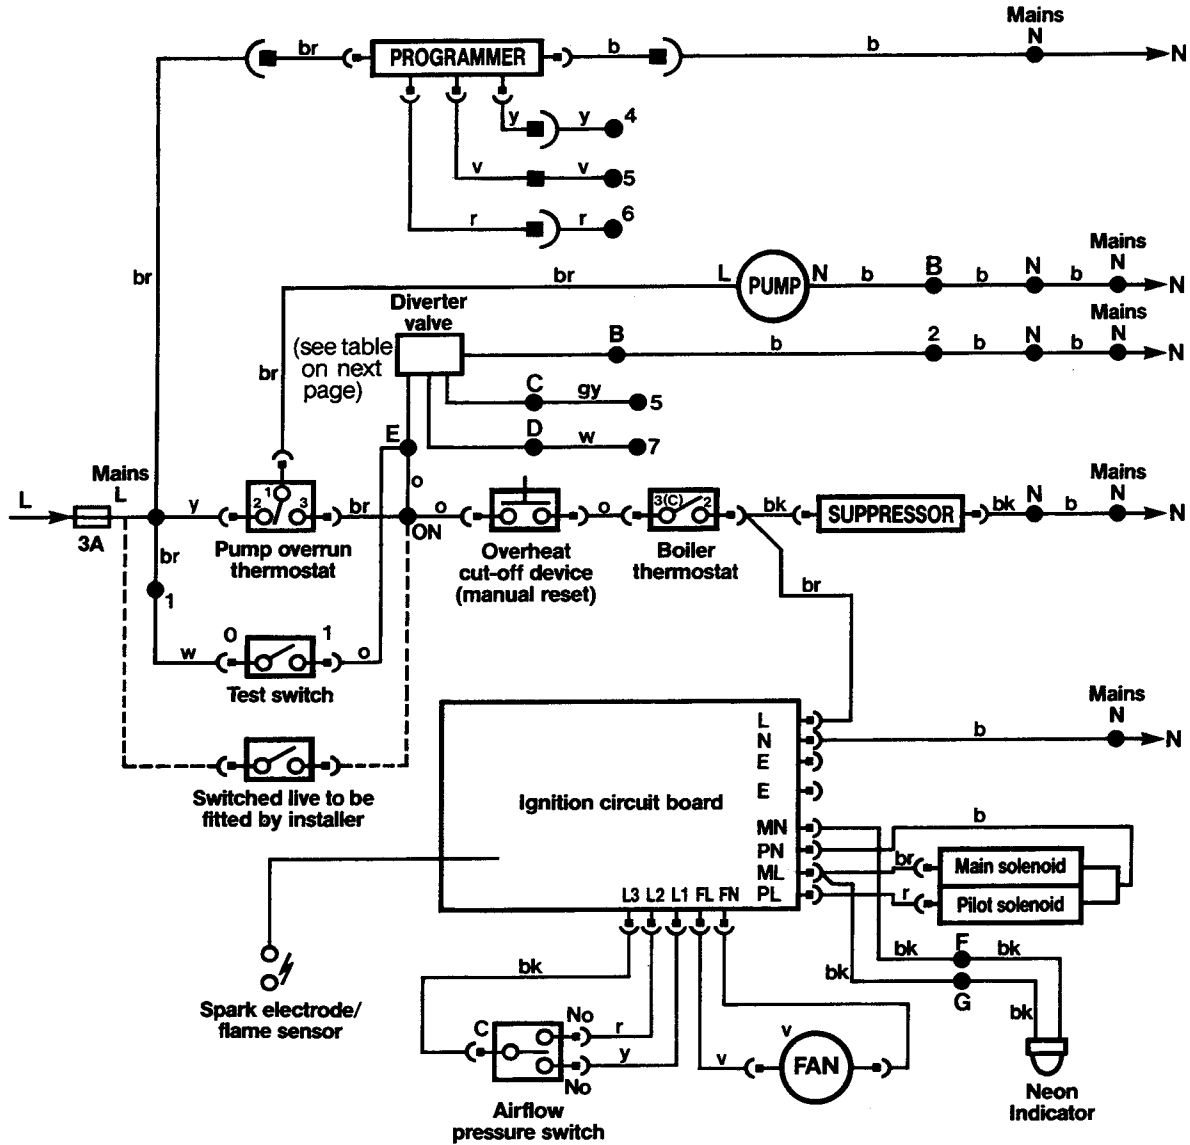 Mains
N
br PROGRAMMER b b N
y y 4
v v 5
r r 6
br
Mains
br L PUMP N b B b N b N N
Diverter
valve
Mains
(see table
on next
page)
B b 2 b N b N N
br
C gy 5
E D w 7
o
Mains
L L
3A
y 2 1 3 br ON
Pump overrun
thermostat
o
Overheat
cut-off device
(manual reset)
o 3(C) 2
Boiler
thermostat
bk SUPPRESSOR bk N b
Mains
N N
br
1
br
w 0 1 o
Test switch
Switched live to be
fitted by installer
Ignition circuit board
L
N b
Mains
N N
E
E
MN
PN b
ML br Main solenoid
PL r Pilot solenoid
L3 L2 L1 FL FN
bk F bk
bk G bk
Spark electrode/
flame sensor
bk
C No r
y
No
Airflow
pressure switch
v
v FAN
Neon
Indicator